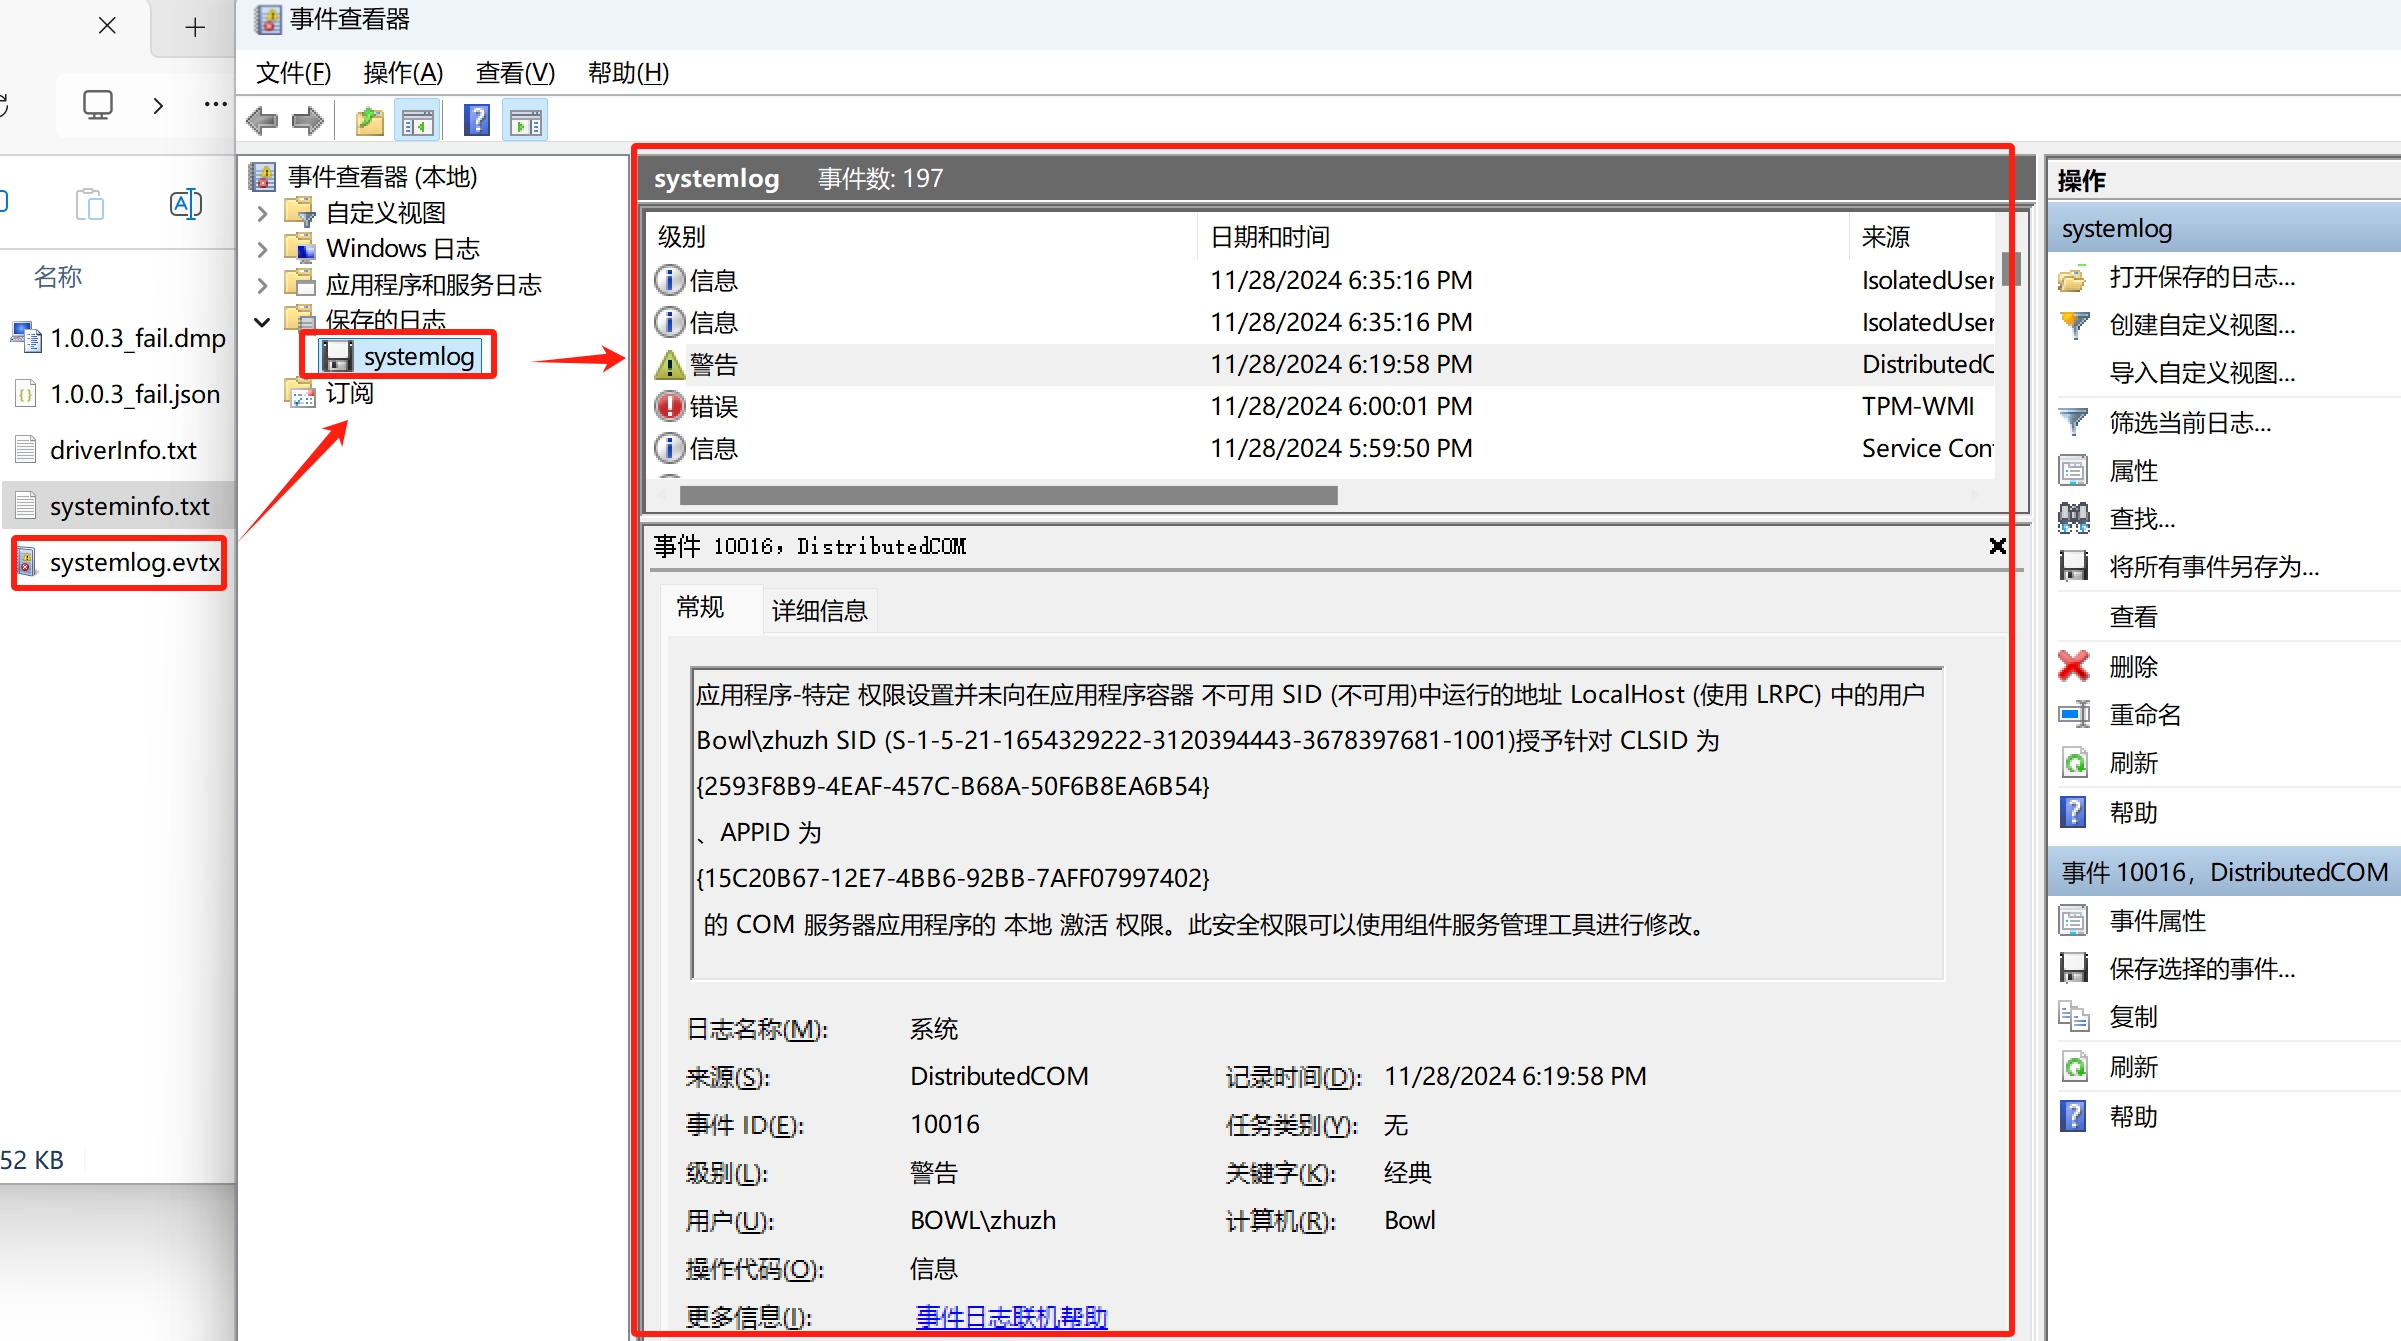 事件查看器
文件(F) 操作(A) 查看(V) 帮助(H)
名称
1.0.0.3_fail.dmp
1.0.0.3_fail.json
driverInfo.txt
systeminfo.txt
systemlog.evtx
52 KB
事件查看器 (本地)
自定义视图
Windows 日志
应用程序和服务日志
保存的日志
systemlog
订阅
systemlog 事件数: 197
级别 日期和时间 来源
信息 11/28/2024 6:35:16 PM IsolatedUser
信息 11/28/2024 6:35:16 PM IsolatedUser
警告 11/28/2024 6:19:58 PM DistributedC
错误 11/28/2024 6:00:01 PM TPM-WMI
信息 11/28/2024 5:59:50 PM Service Con
事件 10016，DistributedCOM
常规 详细信息
应用程序-特定 权限设置并未向在应用程序容器 不可用 SID (不可用)中运行的地址 LocalHost (使用 LRPC) 中的用户
Bowl\zhuzh SID (S-1-5-21-1654329222-3120394443-3678397681-1001)授予针对 CLSID 为
{2593F8B9-4EAF-457C-B68A-50F6B8EA6B54}
、APPID 为
{15C20B67-12E7-4BB6-92BB-7AFF07997402}
的 COM 服务器应用程序的 本地 激活 权限。此安全权限可以使用组件服务管理工具进行修改。
日志名称(M): 系统
来源(S): DistributedCOM 记录时间(D): 11/28/2024 6:19:58 PM
事件 ID(E): 10016 任务类别(Y): 无
级别(L): 警告 关键字(K): 经典
用户(U): BOWL\zhuzh 计算机(R): Bowl
操作代码(O): 信息
更多信息(I): 事件日志联机帮助
操作
systemlog
打开保存的日志...
创建自定义视图...
导入自定义视图...
筛选当前日志...
属性
查找...
将所有事件另存为...
查看
删除
重命名
刷新
帮助
事件 10016，DistributedCOM
事件属性
保存选择的事件...
复制
刷新
帮助